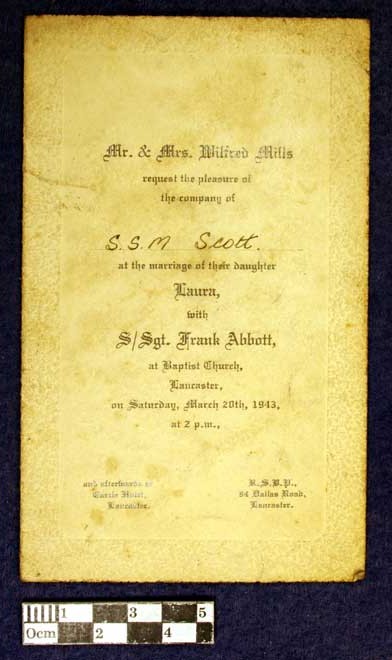 Mr. & Mrs. Wilfred Mills
request the pleasure of
the company of
S.S.M Scott.
at the marriage of their daughter
Laura,
with
S/Sgt. Frank Abbott,
at Baptist Church,
Lancaster,
on Saturday, March 20th, 1943,
at 2 p.m.,
and afterwards at
Hotel,
Lancaster.
R.S.V.P.,
84 Dallas Road,
Lancaster.
1 3 5
0cm 2 4